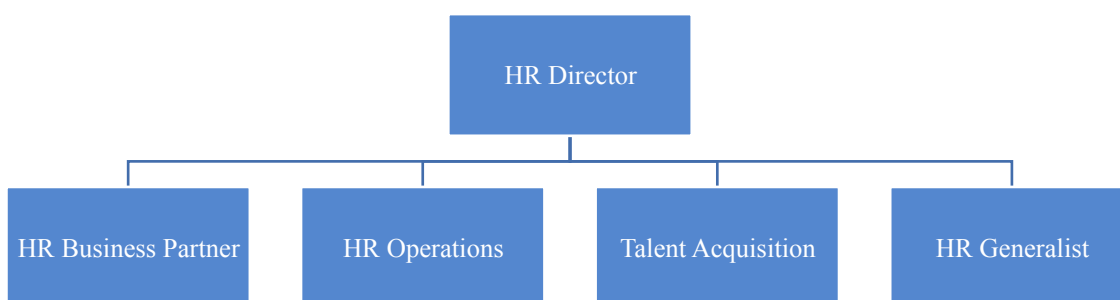 HR Director
HR Business Partner
HR Operations
Talent Acquisition
HR Generalist